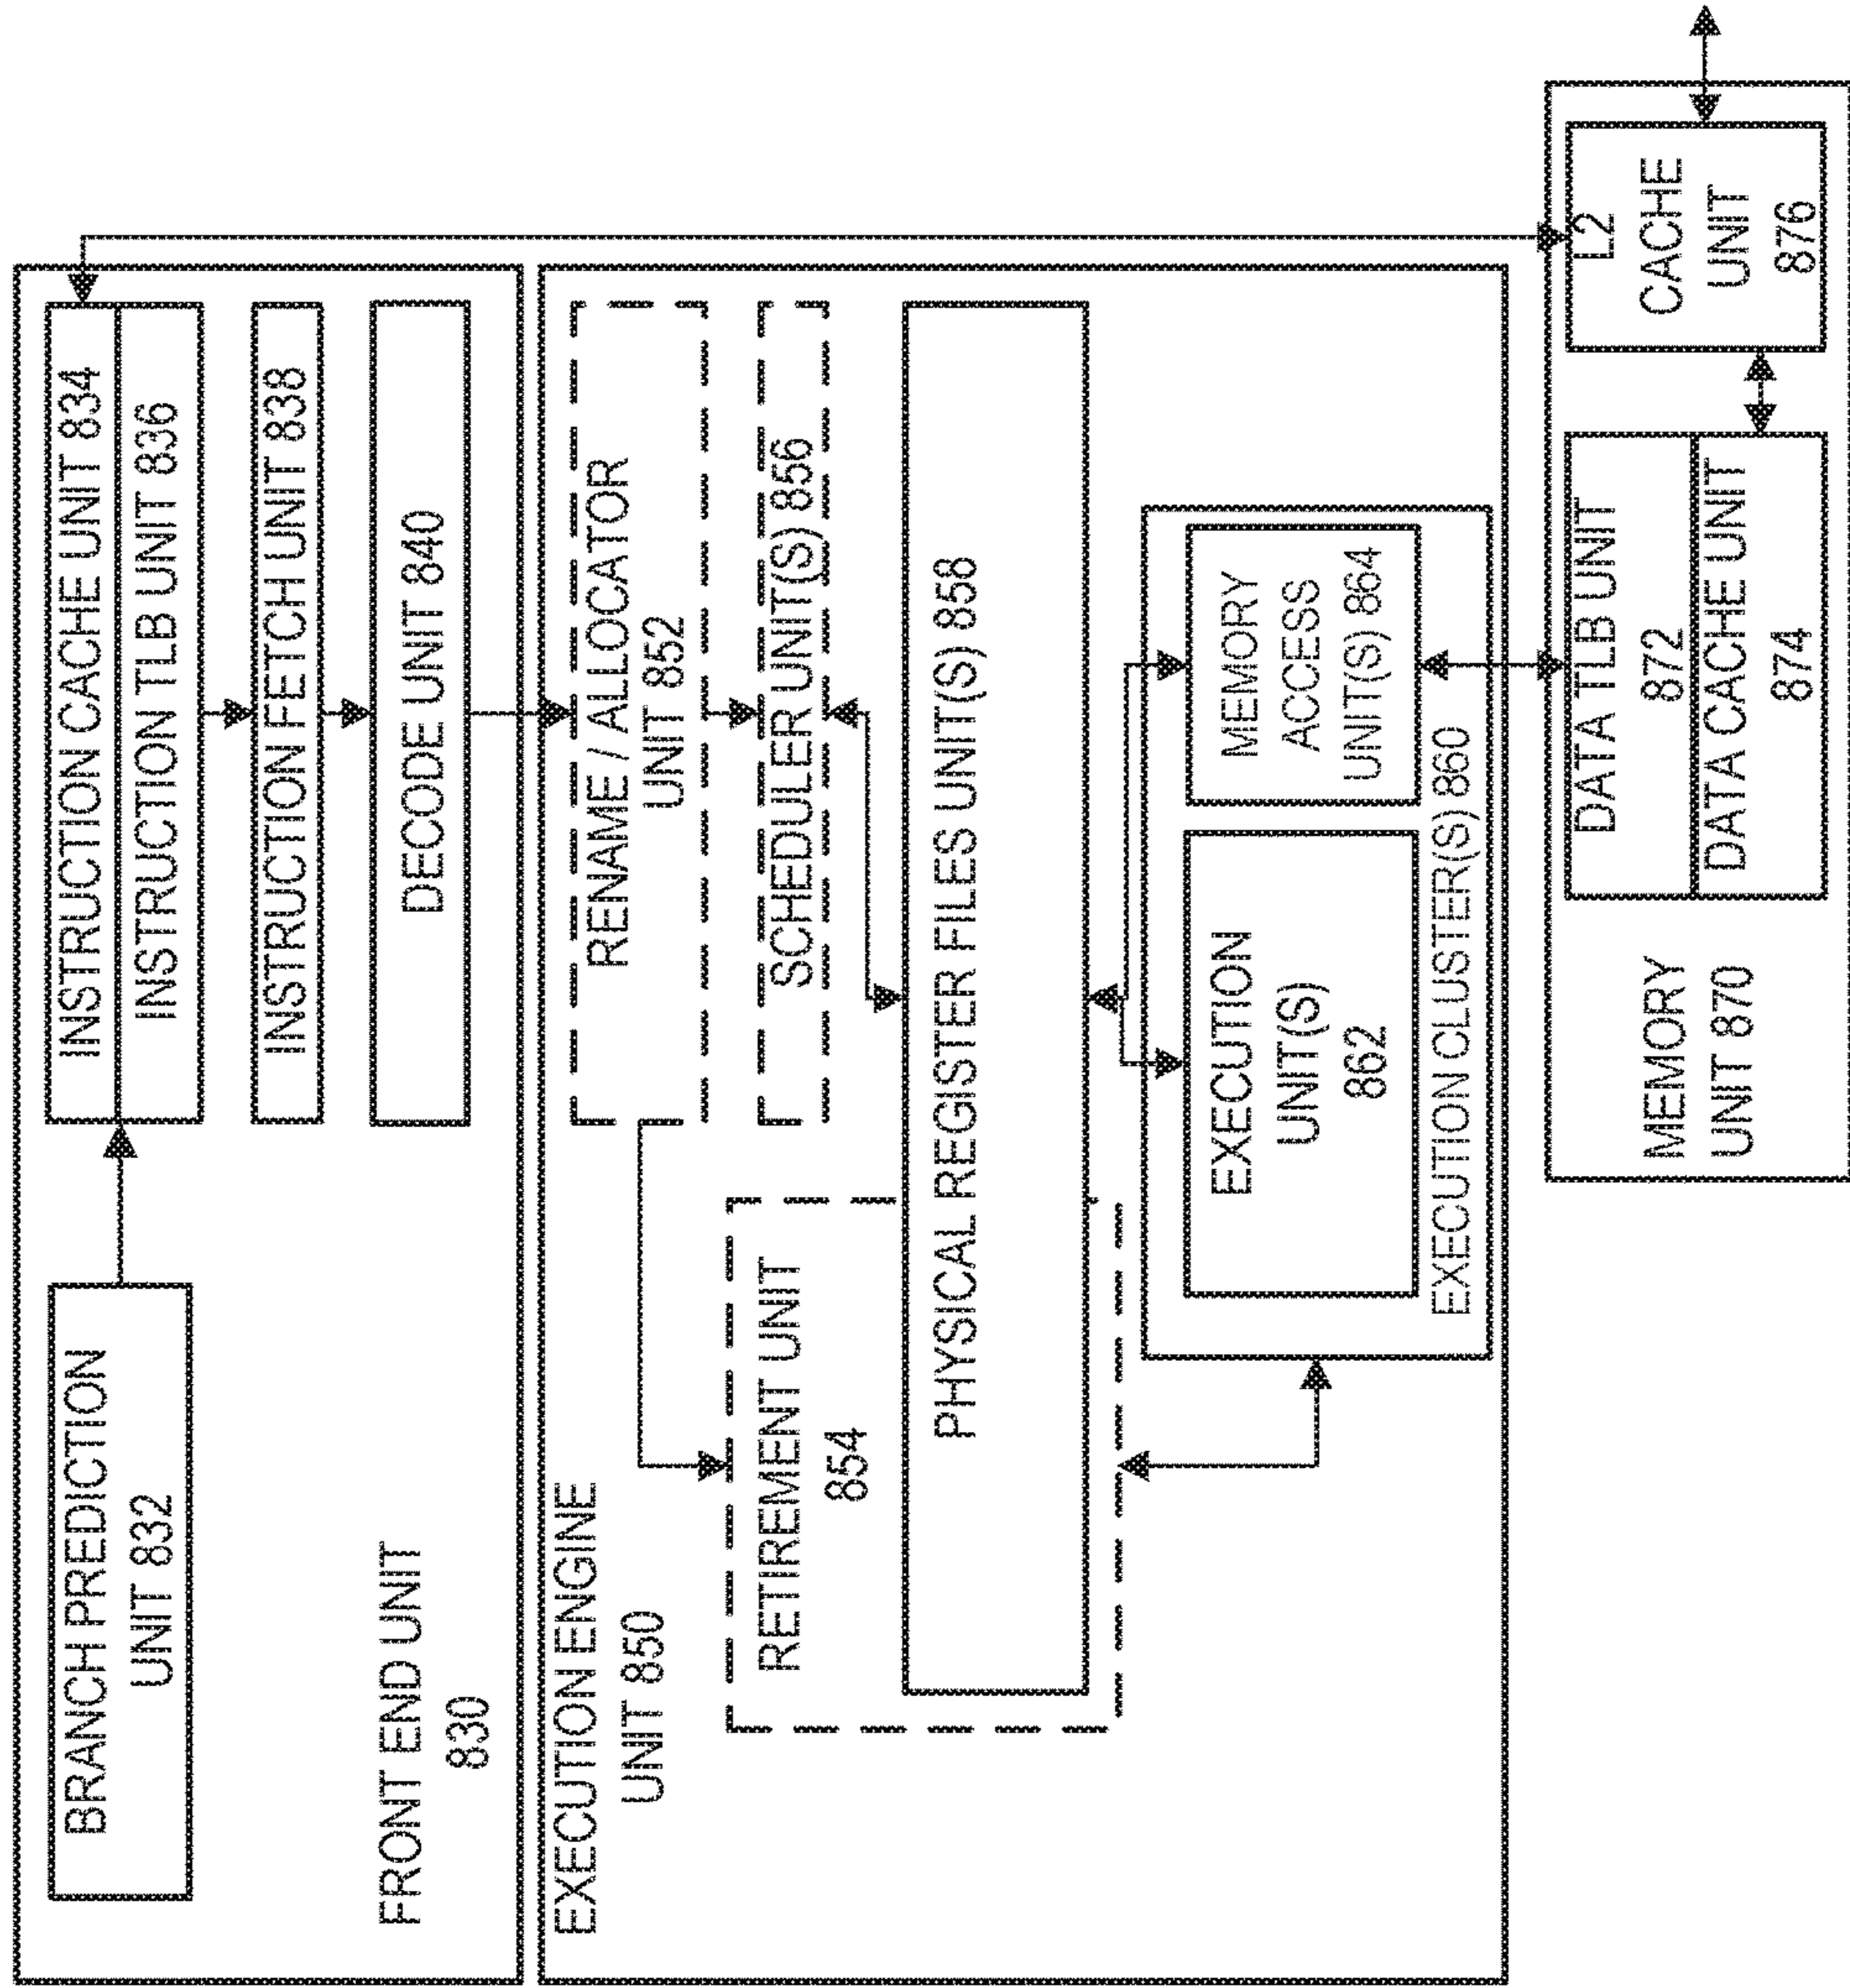 BRANCH PREDICTION
UNIT 832
INSTRUCTION CACHE UNIT 834
INSTRUCTION TLB UNIT 836
INSTRUCTION FETCH UNIT 838
DECODE UNIT 840
FRONT END UNIT
830
EXECUTION ENGINE
UNIT 850
RENAME / ALLOCATOR
UNIT 852
RETIREMENT UNIT
854
SCHEDULER UNIT(S) 856
PHYSICAL REGISTER FILES UNIT(S) 858
EXECUTION
UNIT(S)
862
MEMORY
ACCESS
UNIT(S) 864
EXECUTION CLUSTER(S) 860
MEMORY
UNIT 870
DATA TLB UNIT
872
DATA CACHE UNIT
874
L2
CACHE
UNIT
876